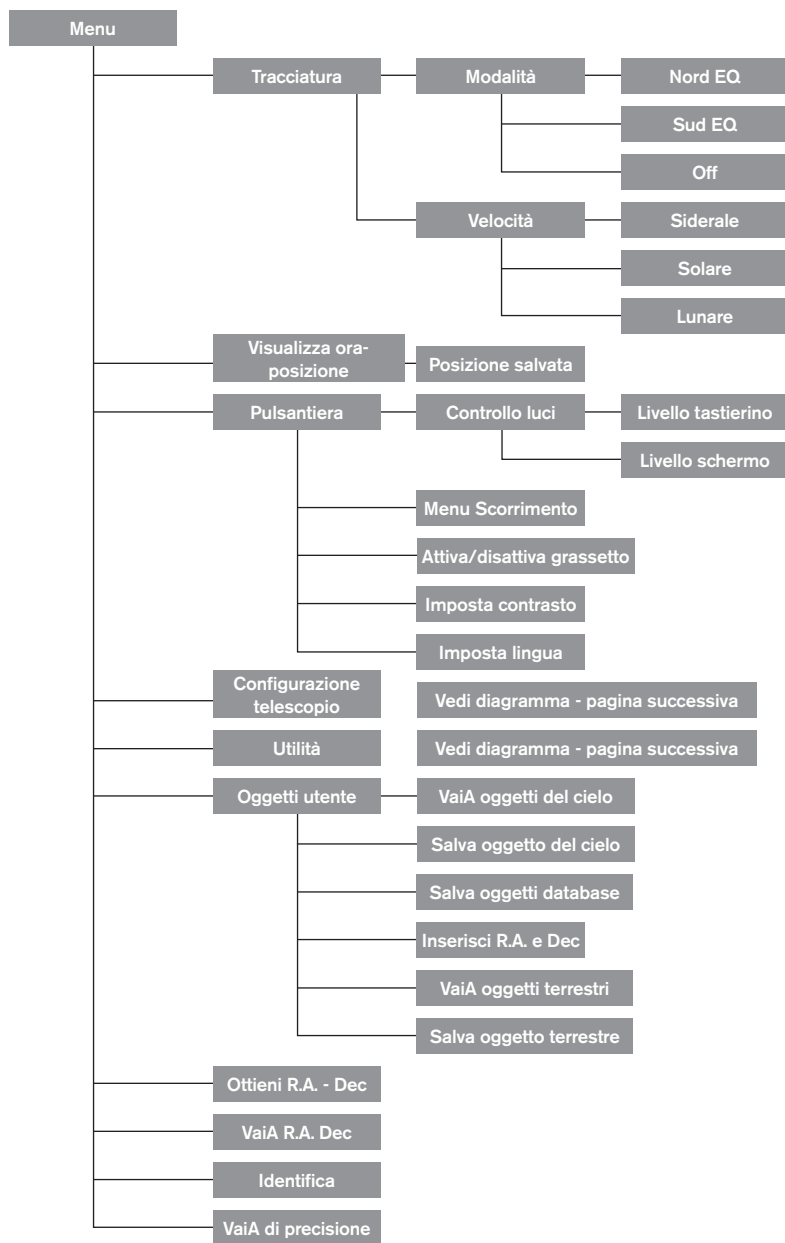 Menu
Tracciatura
Modalità
Nord EQ
Sud EQ
Off
Velocità
Siderale
Solare
Lunare
Visualizza ora-
posizione
Posizione salvata
Pulsantiera
Controllo luci
Livello tastierino
Livello schermo
Menu Scorrimento
Attiva/disattiva grassetto
Imposta contrasto
Imposta lingua
Configurazione
telescopio
Vedi diagramma - pagina successiva
Utilità
Vedi diagramma - pagina successiva
Oggetti utente
VaiA oggetti del cielo
Salva oggetto del cielo
Salva oggetti database
Inserisci R.A. e Dec
VaiA oggetti terrestri
Salva oggetto terrestre
Ottieni R.A. - Dec
VaiA R.A. Dec
Identifica
VaiA di precisione